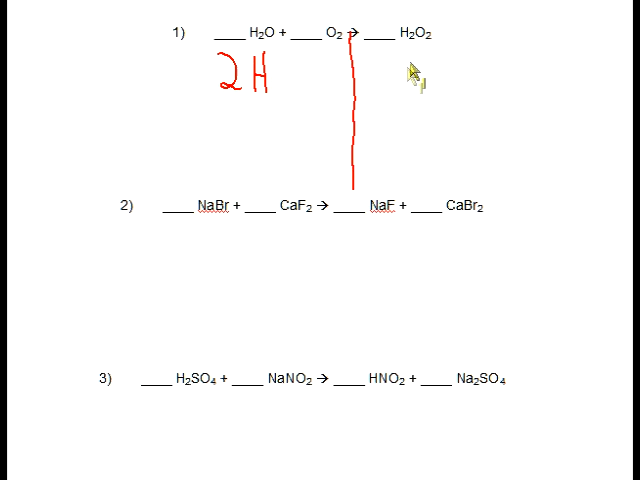 1) ____ H₂O + ____ O₂ → ____ H₂O₂
2 H
2) ____ NaBr + ____ CaF₂ → ____ NaF + ____ CaBr₂
3) ____ H₂SO₄ + ____ NaNO₂ → ____ HNO₂ + ____ Na₂SO₄